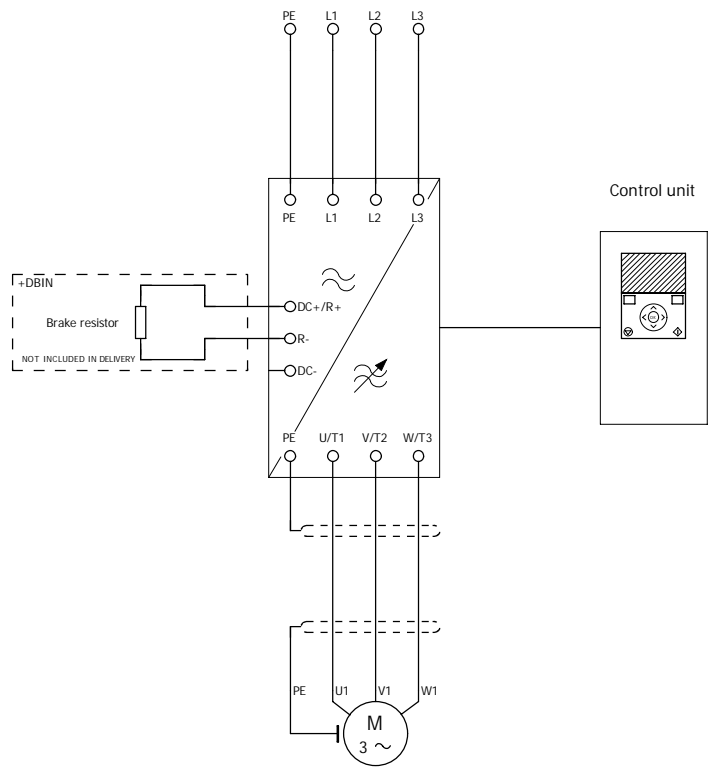 PE L1 L2 L3
Control unit
PE L1 L2 L3
+DBIN
DC+/R+
Brake resistor
R-
NOT INCLUDED IN DELIVERY
DC-
PE U/T1 V/T2 W/T3
PE U1 V1 W1
M
3 ~